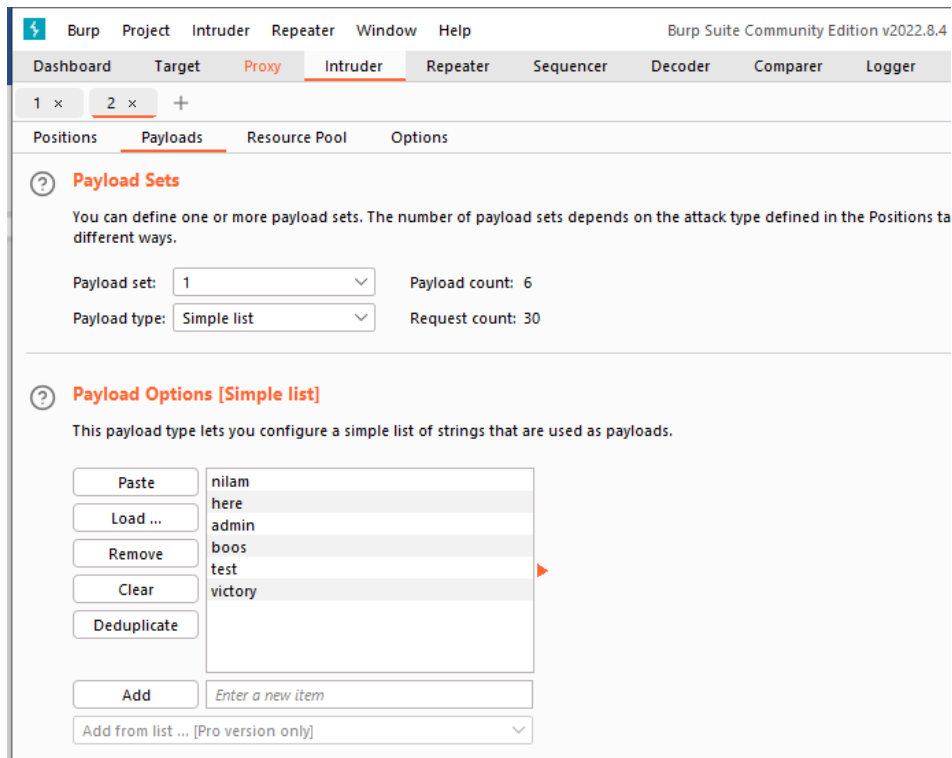 Burp Project Intruder Repeater Window Help Burp Suite Community Edition v2022.8.4
Dashboard Target Proxy Intruder Repeater Sequencer Decoder Comparer Logger
1 × 2 × +
Positions Payloads Resource Pool Options
? Payload Sets
You can define one or more payload sets. The number of payload sets depends on the attack type defined in the Positions ta
different ways.
Payload set: 1 Payload count: 6
Payload type: Simple list Request count: 30
? Payload Options [Simple list]
This payload type lets you configure a simple list of strings that are used as payloads.
Paste nilam
here
Load ... admin
Remove boos
test
Clear victory
Deduplicate
Add Enter a new item
Add from list ... [Pro version only]